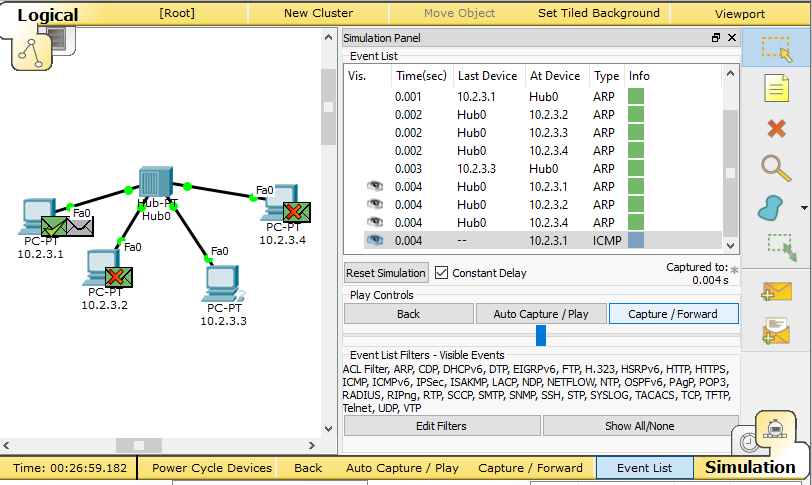 Logical
[Root]
New Cluster
Move Object
Set Tiled Background
Viewport
Fa0
Hub-PT
Hub0
Fa0
PC-PT
10.2.3.1
PC-PT
10.2.3.4
Fa0
PC-PT
10.2.3.2
Fa0
PC-PT
10.2.3.3
Simulation Panel
Event List
Vis. Time(sec) Last Device At Device Type Info
0.001 10.2.3.1 Hub0 ARP
0.002 Hub0 10.2.3.2 ARP
0.002 Hub0 10.2.3.3 ARP
0.002 Hub0 10.2.3.4 ARP
0.003 10.2.3.3 Hub0 ARP
0.004 Hub0 10.2.3.1 ARP
0.004 Hub0 10.2.3.2 ARP
0.004 Hub0 10.2.3.4 ARP
0.004 -- 10.2.3.1 ICMP
Reset Simulation
Constant Delay
Captured to:
0.004 s
*
Play Controls
Back
Auto Capture / Play
Capture / Forward
Event List Filters - Visible Events
ACL Filter, ARP, CDP, DHCPv6, DTP, EIGRPv6, FTP, H.323, HSRPv6, HTTP, HTTPS,
ICMP, ICMPv6, IPSec, ISAKMP, LACP, NDP, NETFLOW, NTP, OSPFv6, PAgP, POP3,
RADIUS, RIPng, RTP, SCCP, SMTP, SNMP, SSH, STP, SYSLOG, TACACS, TCP, TFTP,
Telnet, UDP, VTP
Edit Filters
Show All/None
Time: 00:26:59.182
Power Cycle Devices
Back
Auto Capture / Play
Capture / Forward
Event List
Simulation